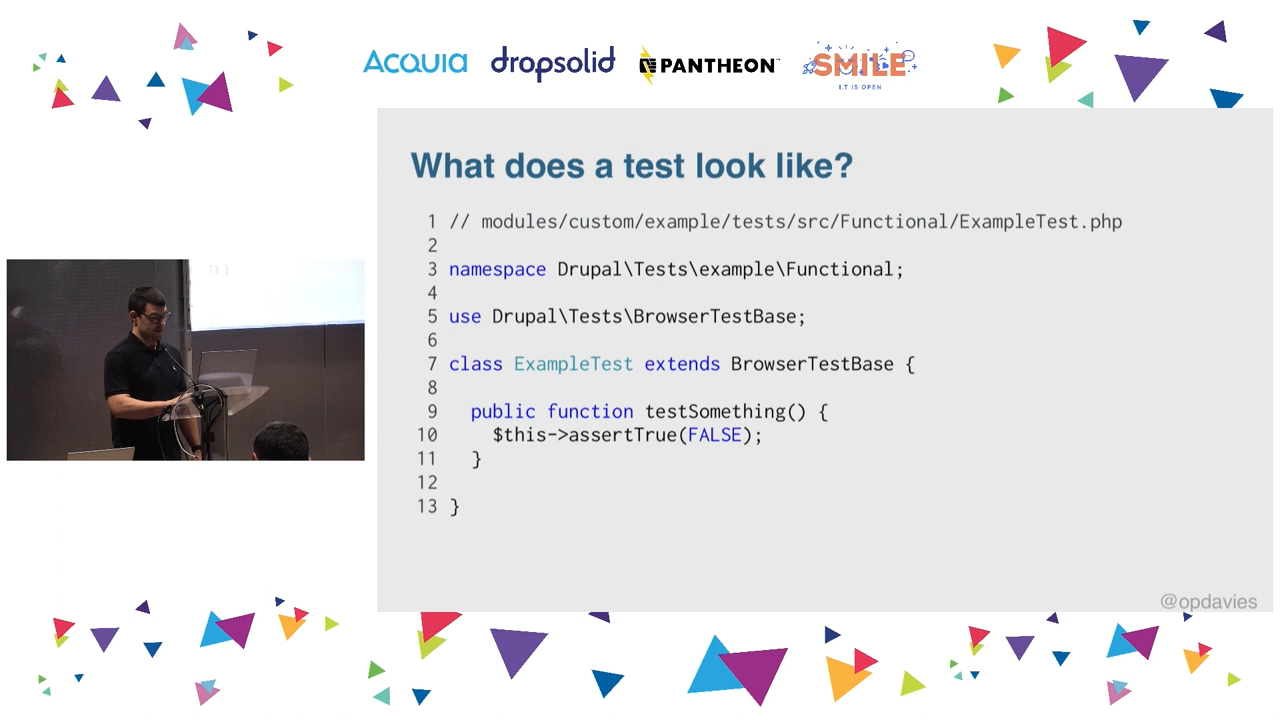 Acquia
dropsolid
PANTHEON
SMILE
I.T IS OPEN
What does a test look like?
1 // modules/custom/example/tests/src/Functional/ExampleTest.php
2
3 namespace Drupal\Tests\example\Functional;
4
5 use Drupal\Tests\BrowserTestBase;
6
7 class ExampleTest extends BrowserTestBase {
8
9 public function testSomething() {
10 $this->assertTrue(FALSE);
11 }
12
13 }
13 }
@opdavies